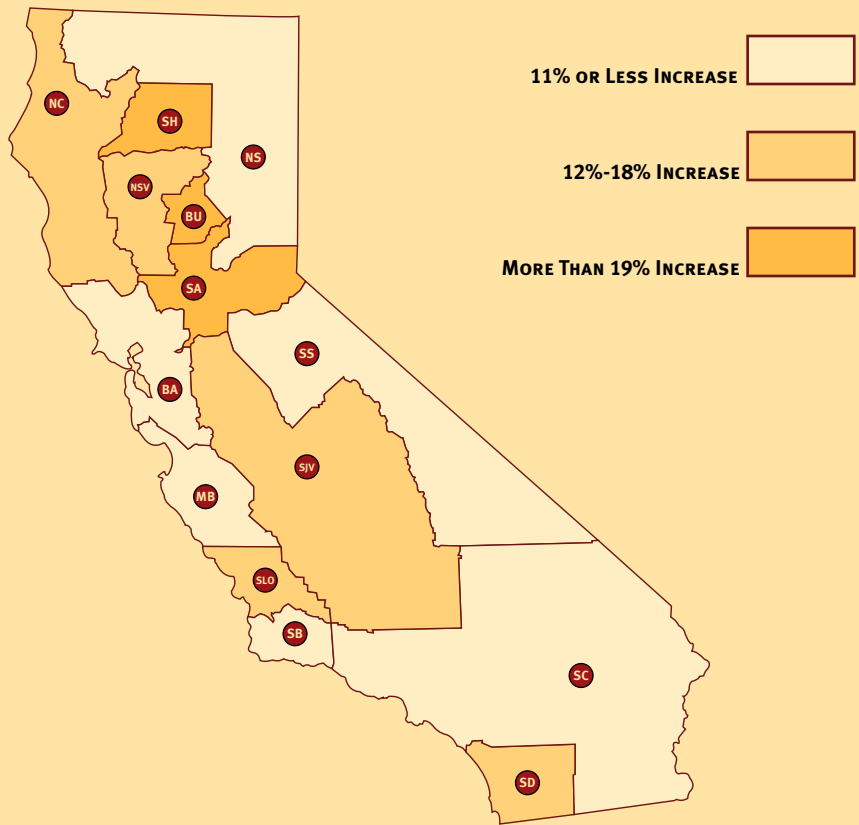 11% or Less Increase
12%-18% Increase
More Than 19% Increase
NC
SH
NS
NSV
BU
SA
SS
BA
SJV
MB
SLO
SB
SC
SD